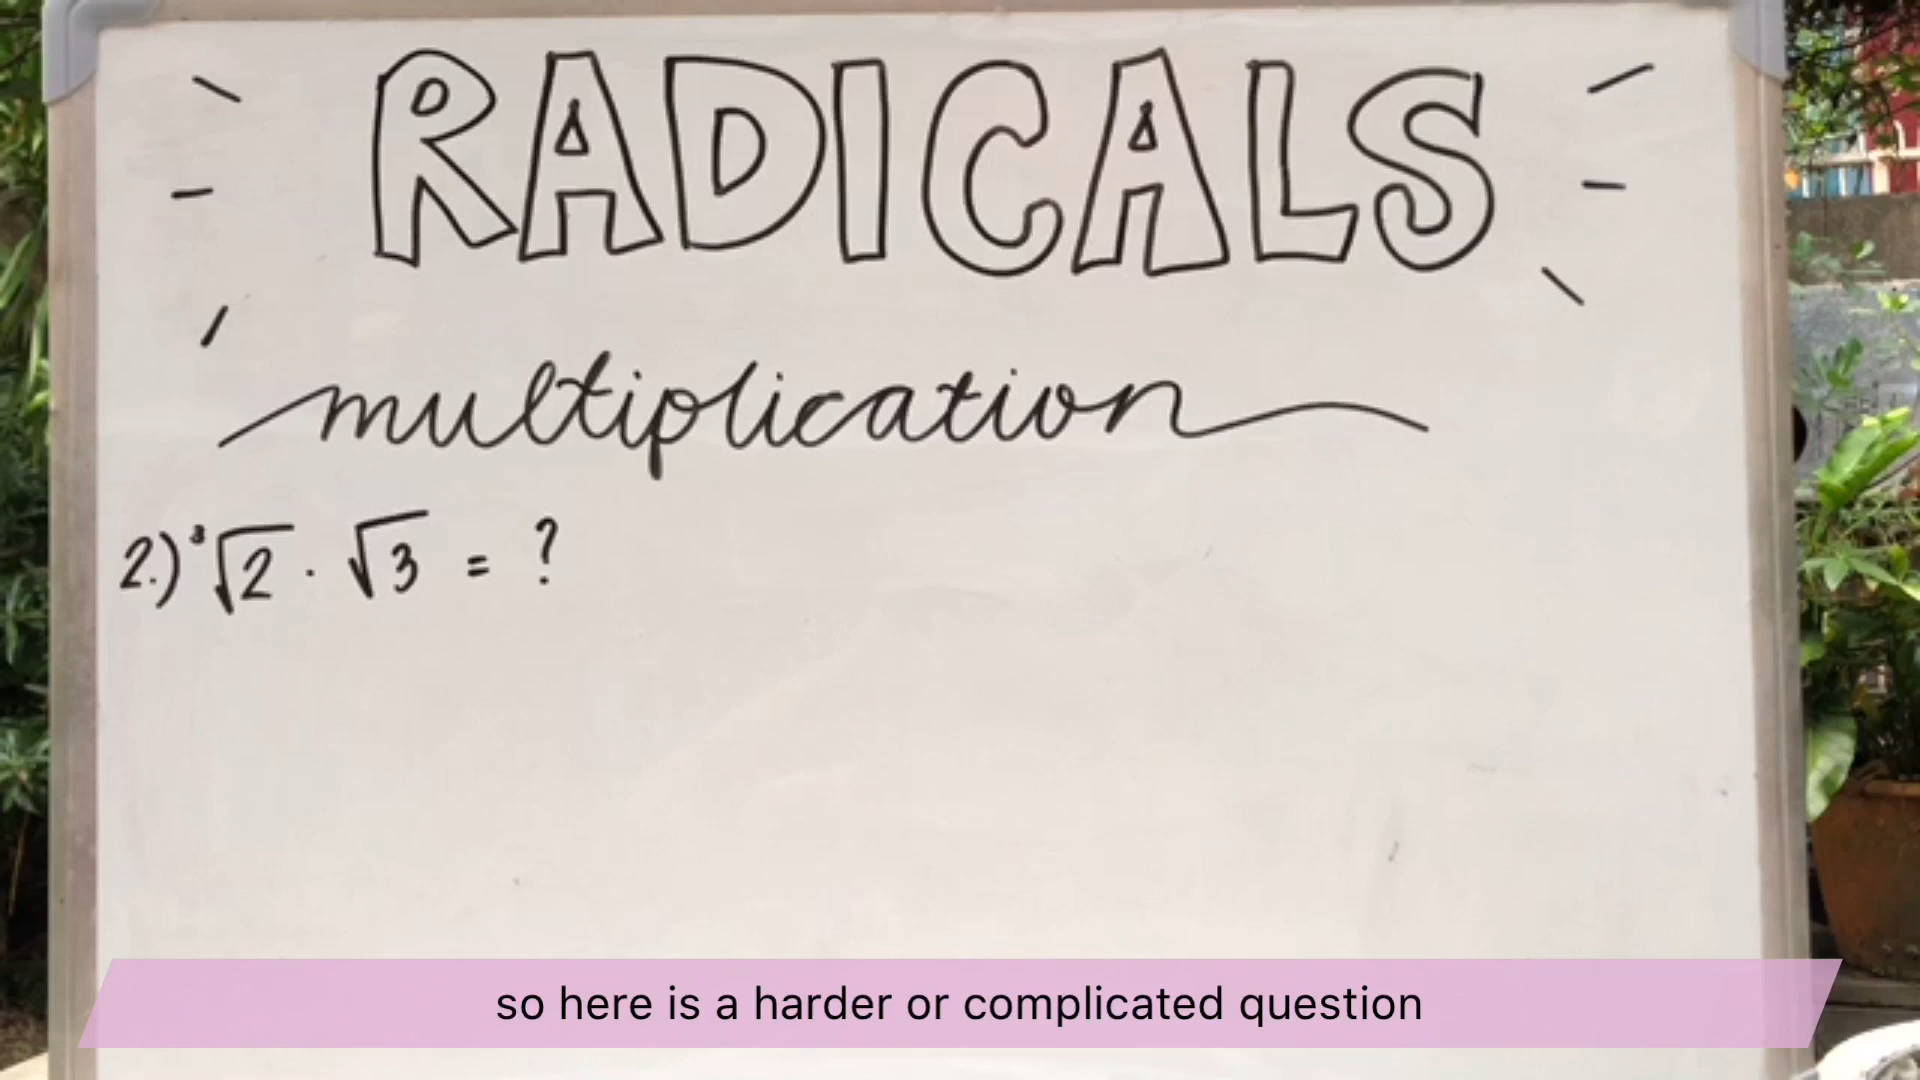 RADICALS
multiplication
2.) ³√2 · √3 = ?
so here is a harder or complicated question